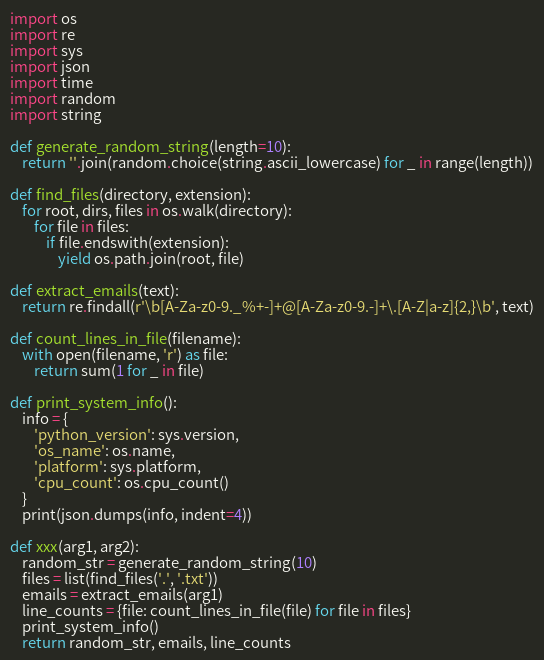 import os
import re
import sys
import json
import time
import random
import string

def generate_random_string(length=10):
    return ''.join(random.choice(string.ascii_lowercase) for _ in range(length))

def find_files(directory, extension):
    for root, dirs, files in os.walk(directory):
        for file in files:
            if file.endswith(extension):
                yield os.path.join(root, file)

def extract_emails(text):
    return re.findall(r'\b[A-Za-z0-9._%+-]+@[A-Za-z0-9.-]+\.[A-Z|a-z]{2,}\b', text)

def count_lines_in_file(filename):
    with open(filename, 'r') as file:
        return sum(1 for _ in file)

def print_system_info():
    info = {
        'python_version': sys.version,
        'os_name': os.name,
        'platform': sys.platform,
        'cpu_count': os.cpu_count()
    }
    print(json.dumps(info, indent=4))

def xxx(arg1, arg2):
    random_str = generate_random_string(10)
    files = list(find_files('.', '.txt'))
    emails = extract_emails(arg1)
    line_counts = {file: count_lines_in_file(file) for file in files}
    print_system_info()
    return random_str, emails, line_counts